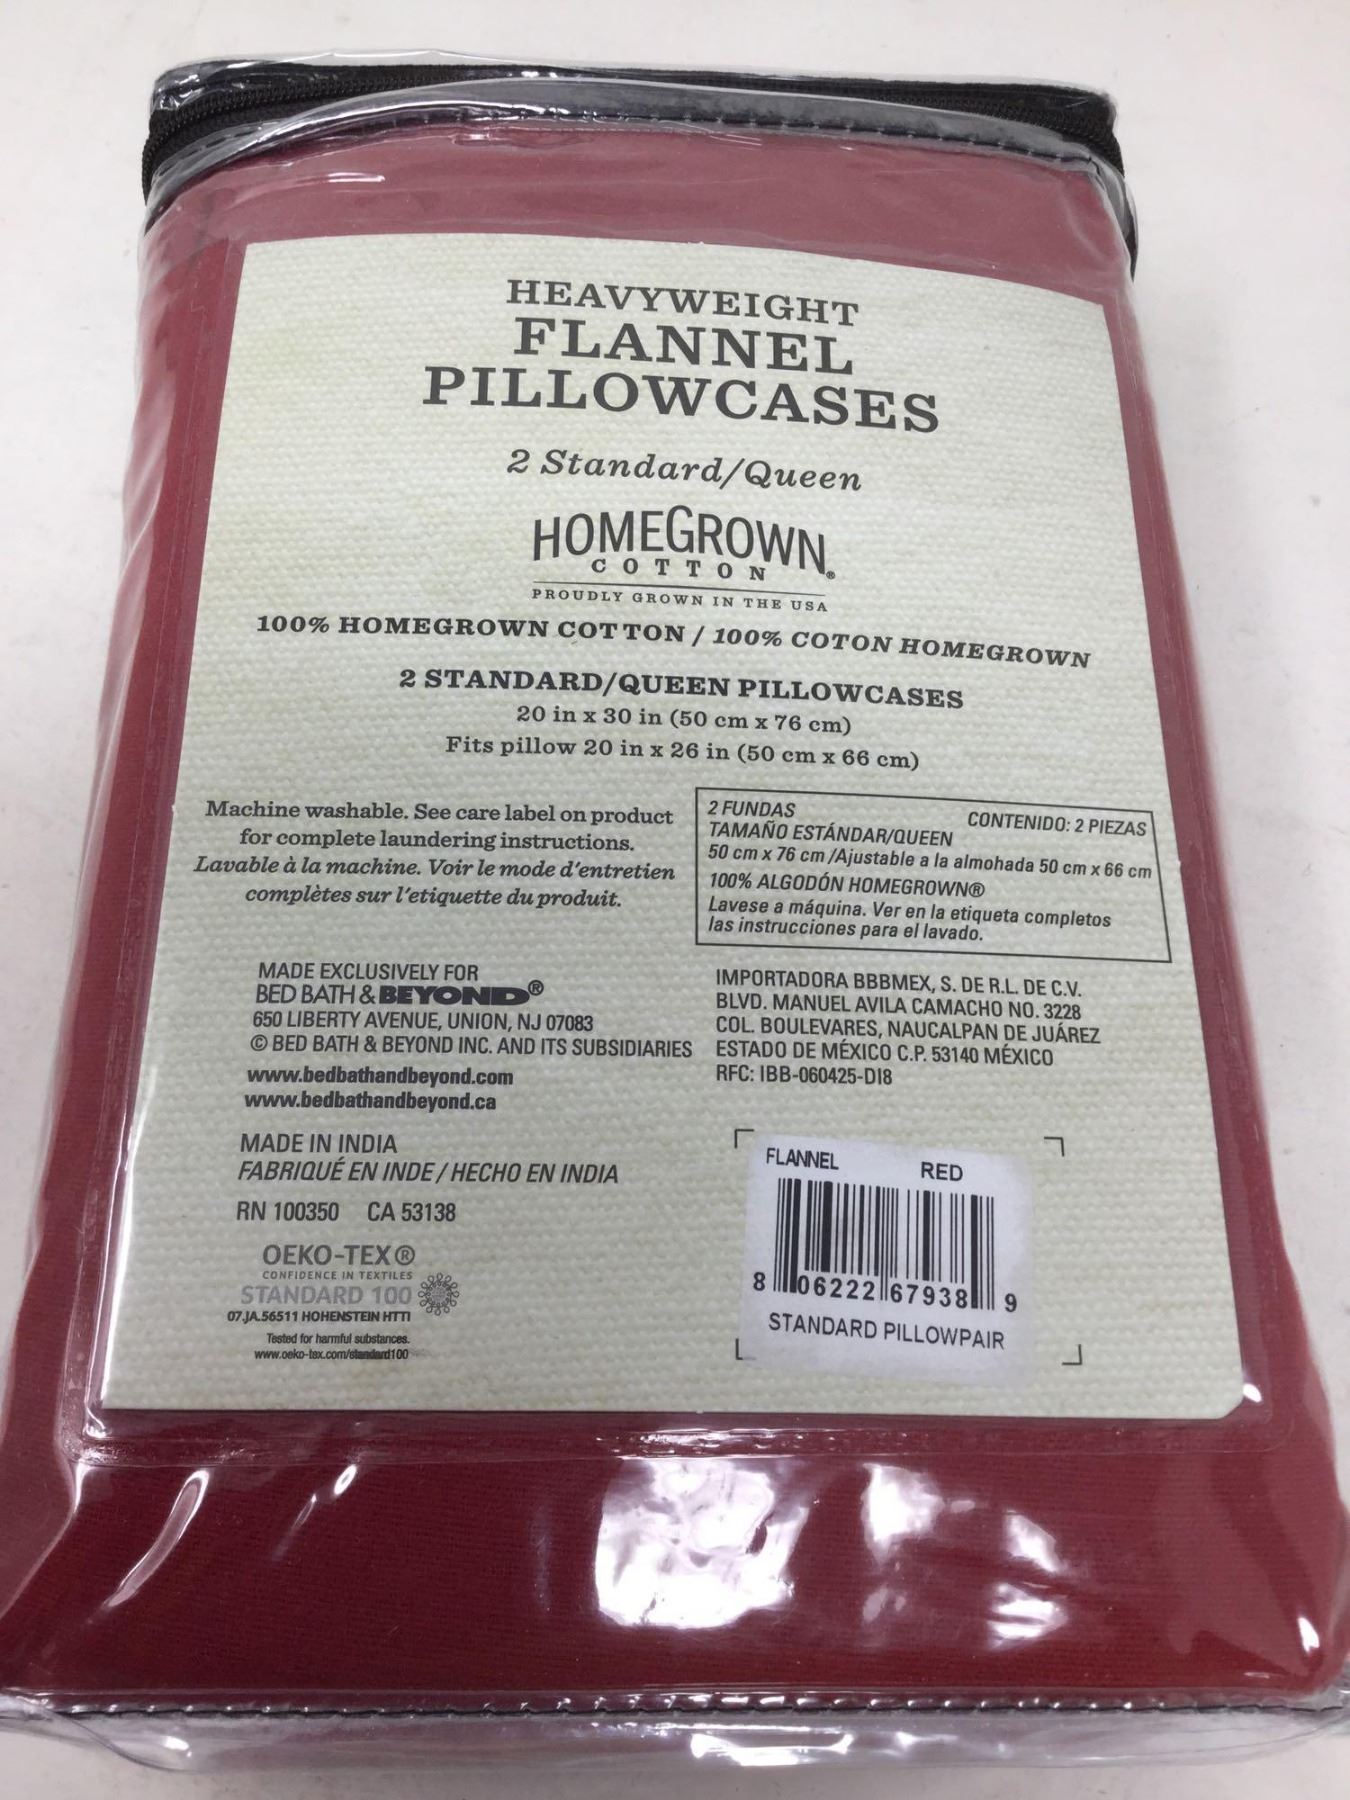 HEAVYWEIGHT
FLANNEL
PILLOWCASES
2 Standard/Queen
HOMEGROWN
COTTON®
PROUDLY GROWN IN THE USA
100% HOMEGROWN COTTON / 100% COTON HOMEGROWN
2 STANDARD/QUEEN PILLOWCASES
20 in x 30 in (50 cm x 76 cm)
Fits pillow 20 in x 26 in (50 cm x 66 cm)
Machine washable. See care label on product
for complete laundering instructions.
Lavable à la machine. Voir le mode d'entretien
complètes sur l'etiquette du produit.
2 FUNDAS CONTENIDO: 2 PIEZAS
TAMAÑO ESTÁNDAR/QUEEN
50 cm x 76 cm /Ajustable a la almohada 50 cm x 66 cm
100% ALGODÓN HOMEGROWN®
Lavese a máquina. Ver en la etiqueta completos
las instrucciones para el lavado.
MADE EXCLUSIVELY FOR
BED BATH & BEYOND®
650 LIBERTY AVENUE, UNION, NJ 07083
© BED BATH & BEYOND INC. AND ITS SUBSIDIARIES
www.bedbathandbeyond.com
www.bedbathandbeyond.ca
IMPORTADORA BBBMEX, S. DE R.L. DE C.V.
BLVD. MANUEL AVILA CAMACHO NO. 3228
COL. BOULEVARES, NAUCALPAN DE JUÁREZ
ESTADO DE MÉXICO C.P. 53140 MÉXICO
RFC: IBB-060425-DI8
MADE IN INDIA
FABRIQUÉ EN INDE / HECHO EN INDIA
RN 100350 CA 53138
OEKO-TEX®
CONFIDENCE IN TEXTILES
STANDARD 100
07.JA.56511 HOHENSTEIN HTTI
Tested for harmful substances.
www.oeko-tex.com/standard100
FLANNEL RED
8 06222 67938 9
STANDARD PILLOWPAIR